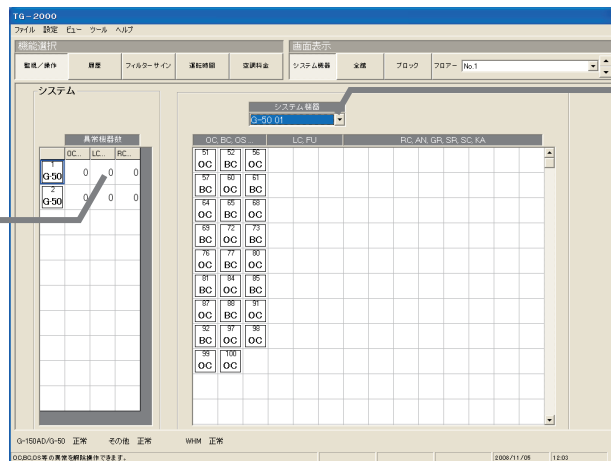 TG-2000
ファイル 設定 ビュー ツール ヘルプ
機能選択 画面表示
監視/操作 履歴 フィルターサイン 運転時間 空調料金 システム機器 全館 ブロック フロアー No.1
システム
システム機器
G-50 01
異常機器数
OC... LC... RC...
1 G-50 0 0 0
2 G-50 0 0 0
OC, BC, OS... LC, FU RC, AN, GR, SR, SC, KA
51 52 56
OC BC OC
57 60 61
BC OC BC
64 65 68
OC BC OC
69 72 73
BC OC BC
76 77 80
OC BC OC
81 84 85
BC OC BC
87 88 91
OC BC OC
92 97 98
BC OC OC
99 100
OC OC
G-150AD/G-50 正常 その他 正常 WHM 正常
OC,BC,OS等の異常を解除操作できます。 2008/11/05 12:03